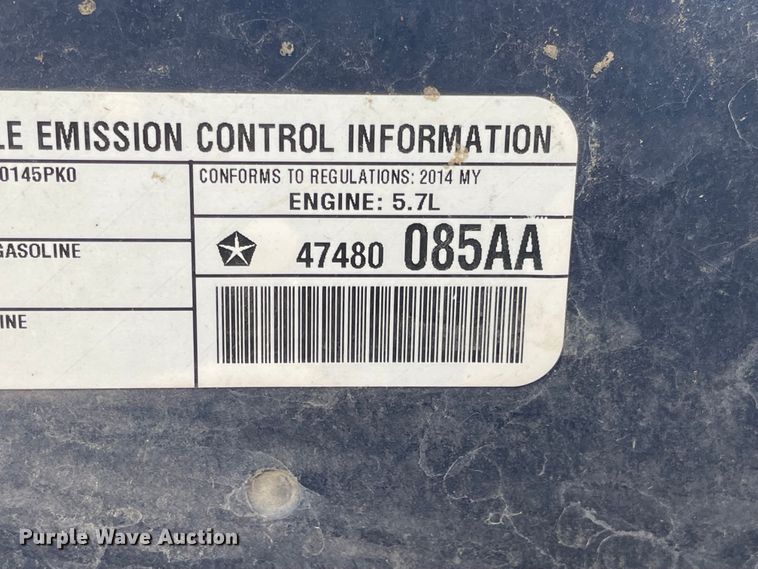 LE EMISSION CONTROL INFORMATION
0145PK0
CONFORMS TO REGULATIONS: 2014 MY
ENGINE: 5.7L
GASOLINE
47480 085AA
INE
Purple Wave Auction